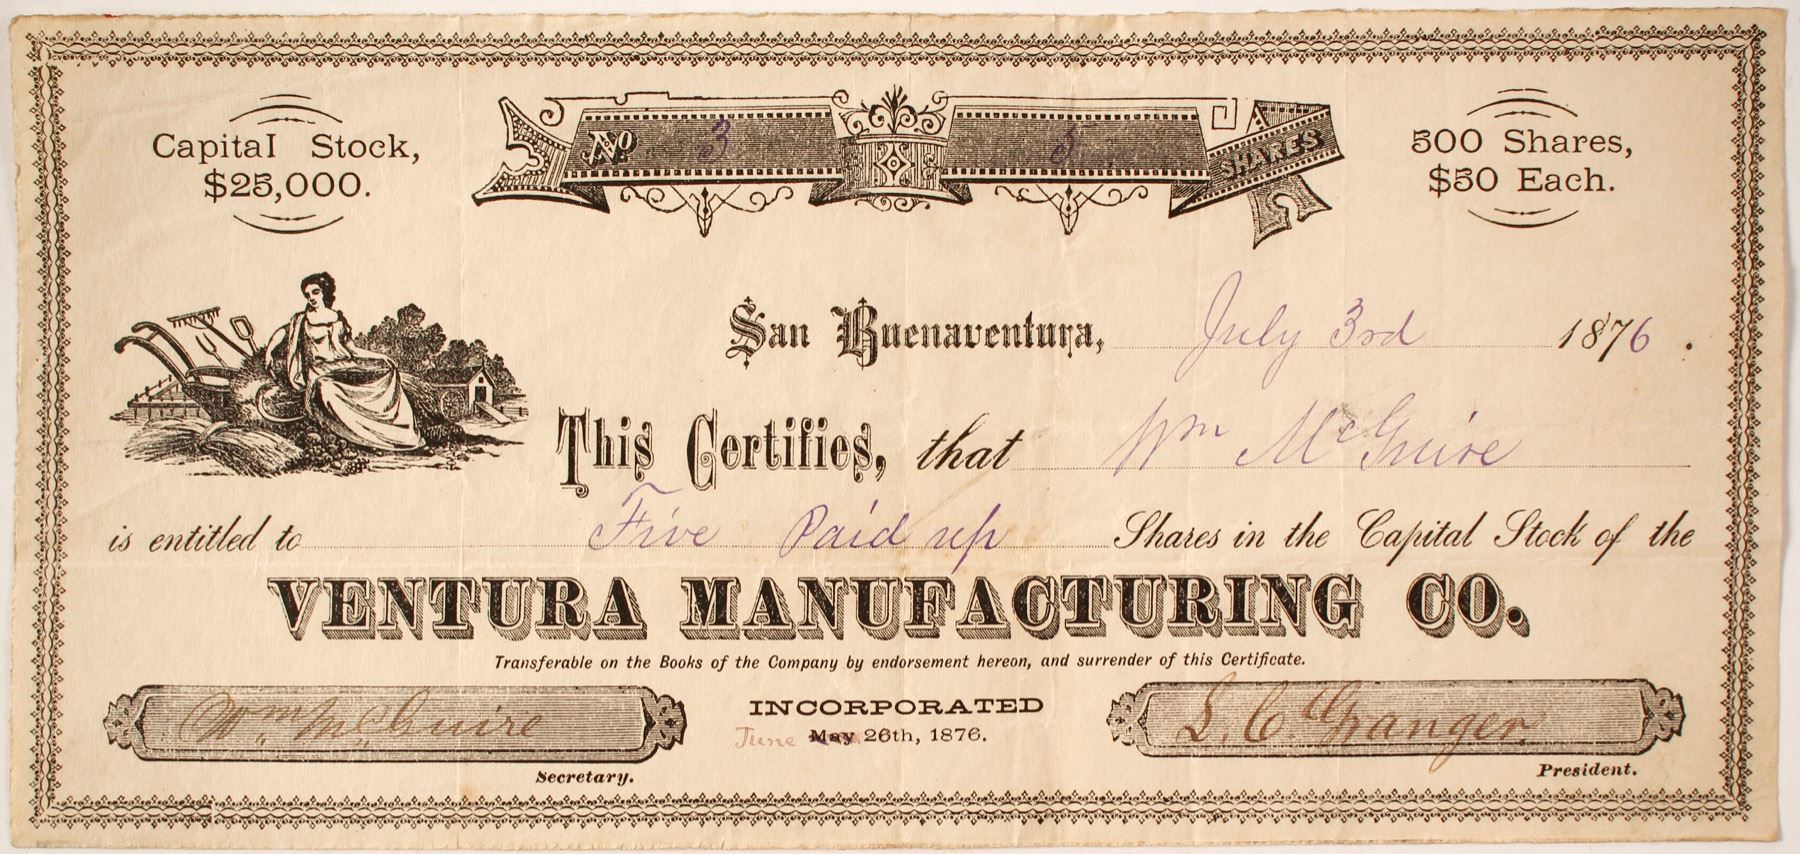 Capital Stock,
$25,000.
No 3 5 SHARES
500 Shares,
$50 Each.
San Buenaventura, July 3rd 1876.
This Certifies, that Wm McGuire
is entitled to Five Paid up Shares in the Capital Stock of the
VENTURA MANUFACTURING CO.
Transferable on the Books of the Company by endorsement hereon, and surrender of this Certificate.
Wm. McGuire
Secretary.
INCORPORATED
June May 26th, 1876.
L. C Granger
President.